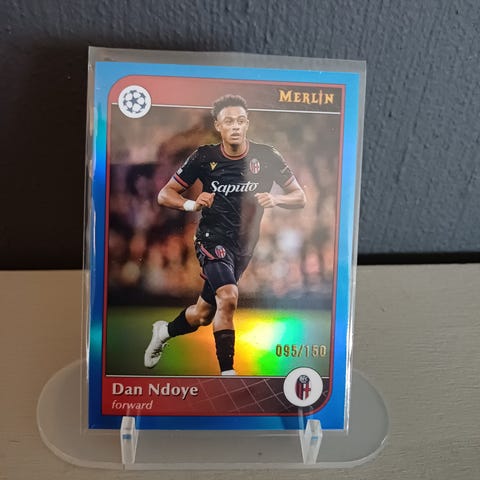 MERLIN
Saputo
095/150
Dan Ndoye
forward